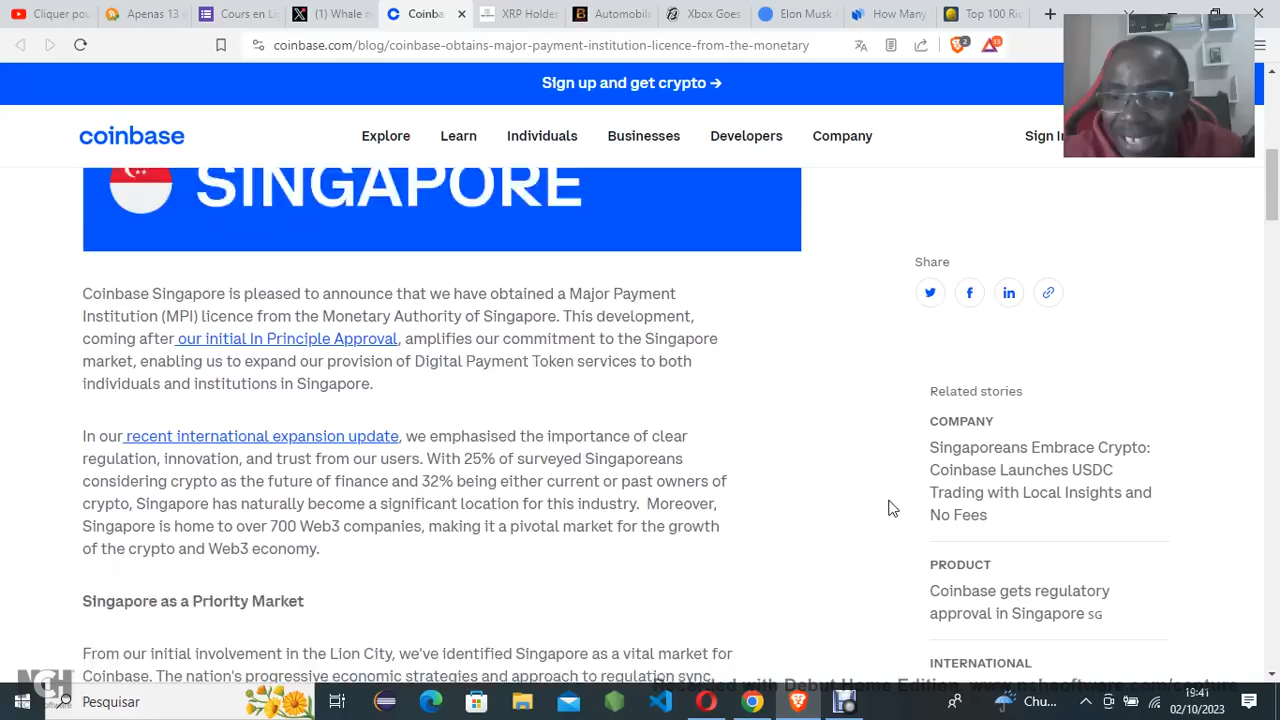 Cliquer pou
Apenas 13 e
Cours en Li
(1) Whale r
Coinba
XRP Holder
Automobile
Xbox Goes
Elon Musk s
How Many
Top 100 Ri
coinbase.com/blog/coinbase-obtains-major-payment-institution-licence-from-the-monetary
2
13
Sign up and get crypto →
coinbase
Explore
Learn
Individuals
Businesses
Developers
Company
Sign In
SINGAPORE
Share
Coinbase Singapore is pleased to announce that we have obtained a Major Payment
Institution (MPI) licence from the Monetary Authority of Singapore. This development,
coming after our initial In Principle Approval, amplifies our commitment to the Singapore
market, enabling us to expand our provision of Digital Payment Token services to both
individuals and institutions in Singapore.
In our recent international expansion update, we emphasised the importance of clear
regulation, innovation, and trust from our users. With 25% of surveyed Singaporeans
considering crypto as the future of finance and 32% being either current or past owners of
crypto, Singapore has naturally become a significant location for this industry. Moreover,
Singapore is home to over 700 Web3 companies, making it a pivotal market for the growth
of the crypto and Web3 economy.
Singapore as a Priority Market
From our initial involvement in the Lion City, we've identified Singapore as a vital market for
Coinbase. The nation's progressive economic strategies and approach to regulation sync
Related stories
COMPANY
Singaporeans Embrace Crypto:
Coinbase Launches USDC
Trading with Local Insights and
No Fees
PRODUCT
Coinbase gets regulatory
approval in Singapore SG
INTERNATIONAL
Recorded with Debut Home Edition. www.nchsoftware.com/capture
NCH
Software
Pesquisar
Chu...
19:41
02/10/2023